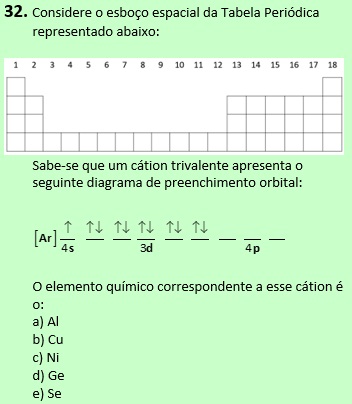 32. Considere o esboço espacial da Tabela Periódica
representado abaixo:
1 2 3 4 5 6 7 8 9 10 11 12 13 14 15 16 17 18
Sabe-se que um cátion trivalente apresenta o
seguinte diagrama de preenchimento orbital:
[Ar] ↑ ↑↓ ↑↓ ↑↓ ↑↓ ↑↓
4s 3d 4p
O elemento químico correspondente a esse cátion é
o:
a) Al
b) Cu
c) Ni
d) Ge
e) Se